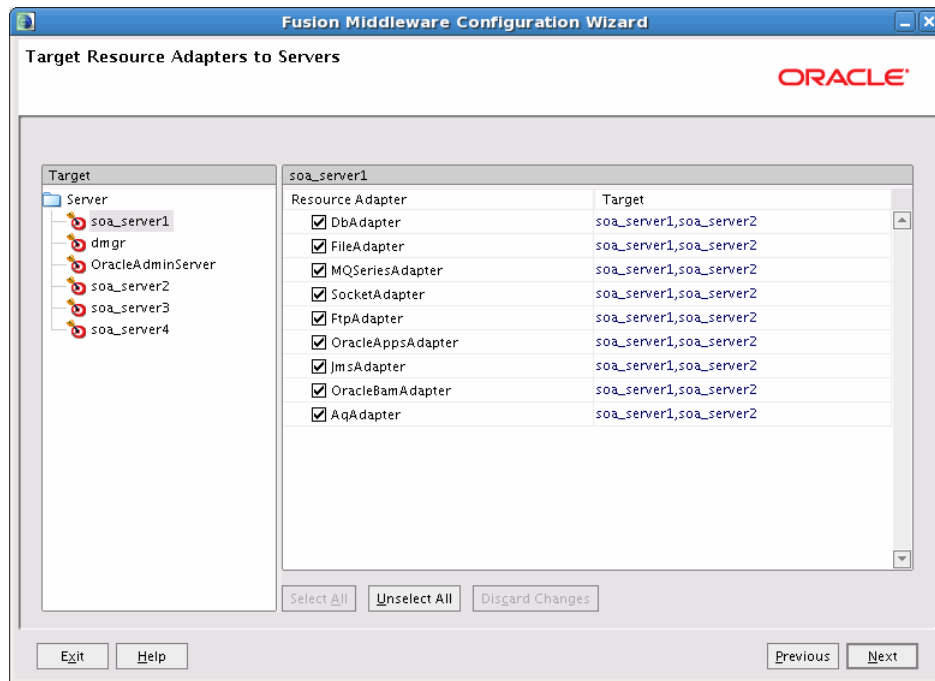 Fusion Middleware Configuration Wizard
Target Resource Adapters to Servers
ORACLE
Target
Server
soa_server1
dmgr
OracleAdminServer
soa_server2
soa_server3
soa_server4
soa_server1
Resource Adapter Target
DbAdapter soa_server1,soa_server2
FileAdapter soa_server1,soa_server2
MQSeriesAdapter soa_server1,soa_server2
SocketAdapter soa_server1,soa_server2
FtpAdapter soa_server1,soa_server2
OracleAppsAdapter soa_server1,soa_server2
JmsAdapter soa_server1,soa_server2
OracleBamAdapter soa_server1,soa_server2
AqAdapter soa_server1,soa_server2
Select All Unselect All Discard Changes
Exit Help Previous Next